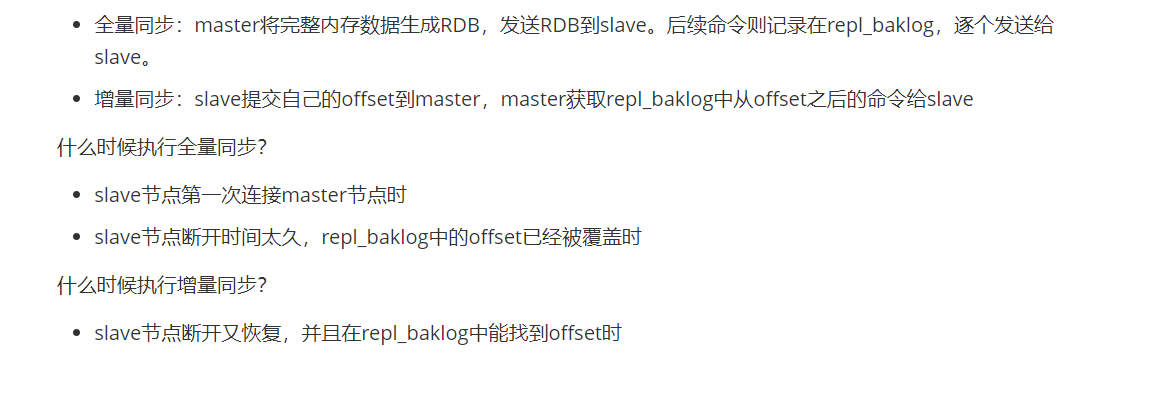 全量同步：master将完整内存数据生成RDB，发送RDB到slave。后续命令则记录在repl_baklog，逐个发送给
slave。
增量同步：slave提交自己的offset到master，master获取repl_baklog中从offset之后的命令给slave
什么时候执行全量同步？
slave节点第一次连接master节点时
slave节点断开时间太久，repl_baklog中的offset已经被覆盖时
什么时候执行增量同步？
slave节点断开又恢复，并且在repl_baklog中能找到offset时